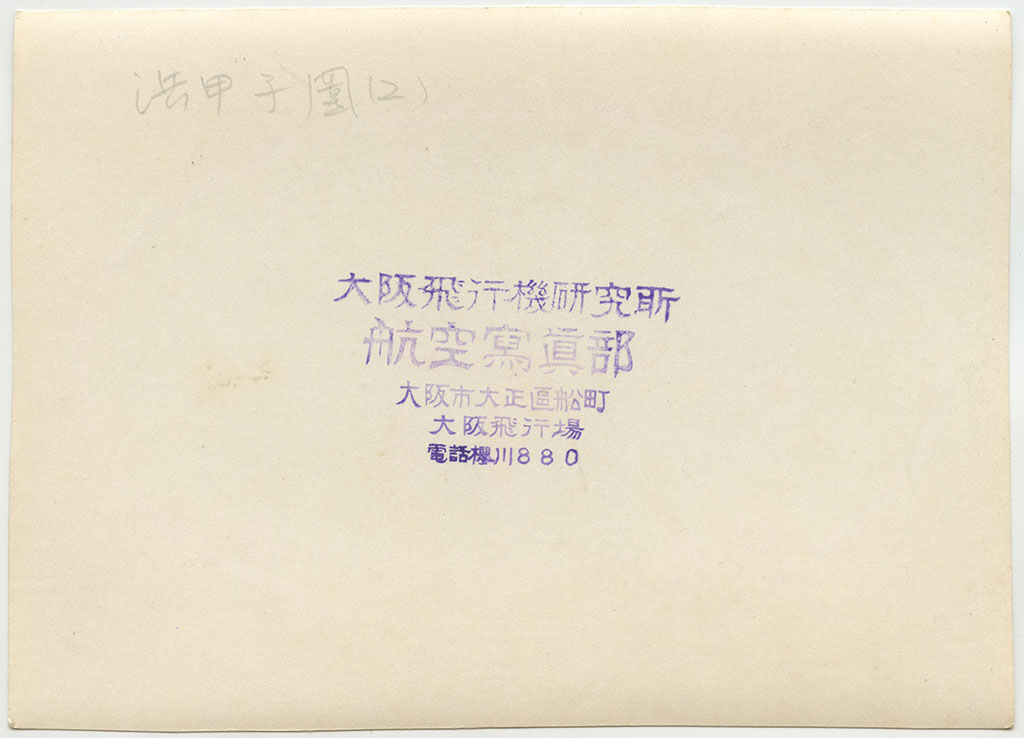 浜甲子園(2)
大阪飛行機研究所
航空寫眞部
大阪市大正區船町
大阪飛行場
電話櫻川880